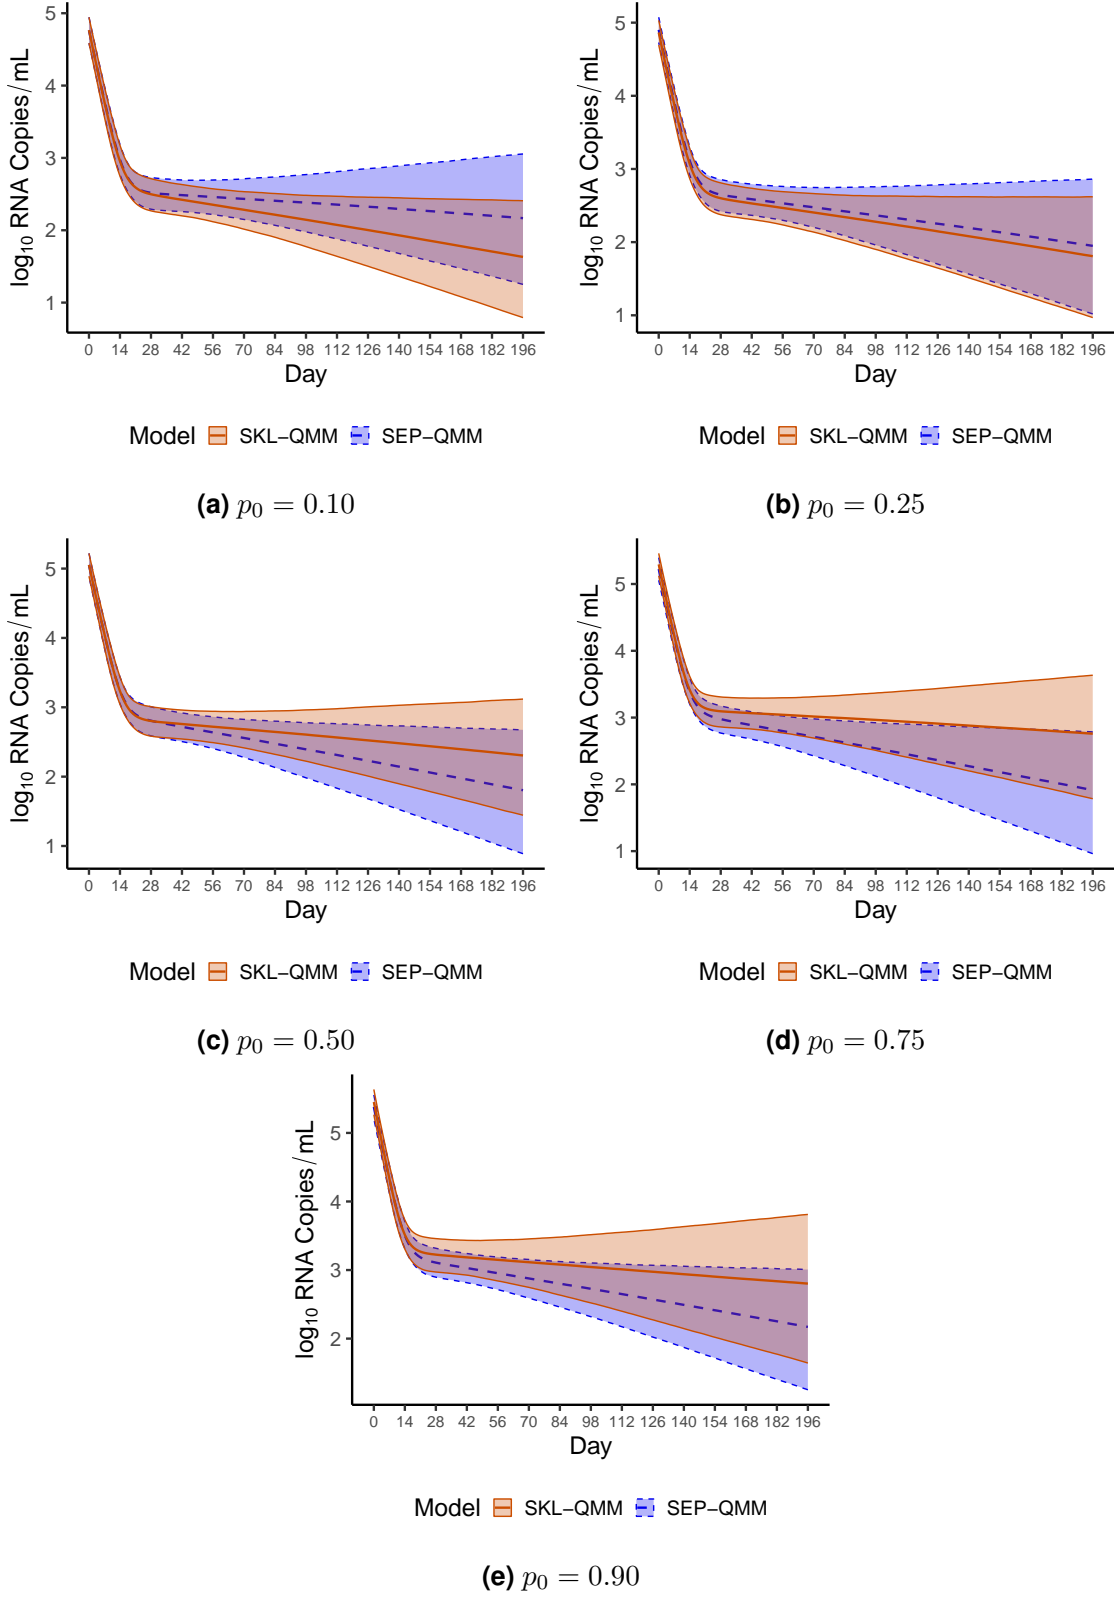 5
4
3
2
1
log₁₀ RNA Copies/mL
0 14 28 42 56 70 84 98 112 126 140 154 168 182 196
Day
Model SKL−QMM SEP−QMM
(a) p₀ = 0.10
5
4
3
2
1
log₁₀ RNA Copies/mL
0 14 28 42 56 70 84 98 112 126 140 154 168 182 196
Day
Model SKL−QMM SEP−QMM
(b) p₀ = 0.25
5
4
3
2
1
log₁₀ RNA Copies/mL
0 14 28 42 56 70 84 98 112 126 140 154 168 182 196
Day
Model SKL−QMM SEP−QMM
(c) p₀ = 0.50
5
4
3
2
1
log₁₀ RNA Copies/mL
0 14 28 42 56 70 84 98 112 126 140 154 168 182 196
Day
Model SKL−QMM SEP−QMM
(d) p₀ = 0.75
5
4
3
2
log₁₀ RNA Copies/mL
0 14 28 42 56 70 84 98 112 126 140 154 168 182 196
Day
Model SKL−QMM SEP−QMM
(e) p₀ = 0.90